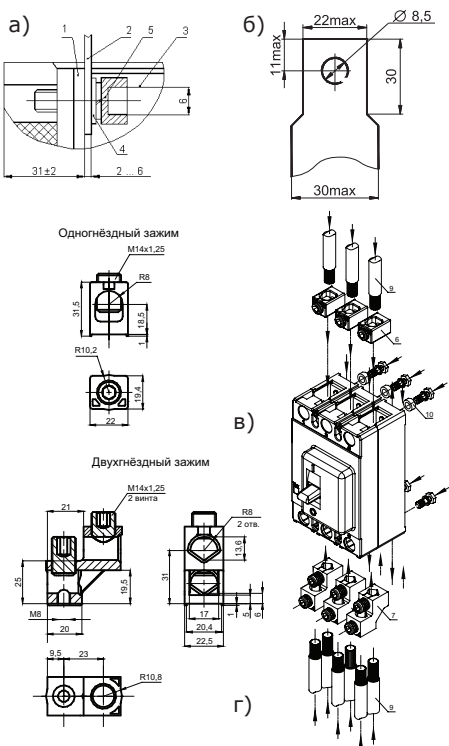 а)
1
2
5
3
6
4
31±2
2 ... 6
б)
22max
Ø 8,5
11max
30
30max
Одногнёздный зажим
M14x1,25
R8
31,5
18,5
1
R10,2
19,4
22
в)
9
6
10
7
9
г)
Двухгнёздный зажим
M14x1,25
2 винта
21
25
19,5
M8
20
R8
2 отв.
13,6
31
17
20,4
22,5
1
5
6
9,5
23
R10,8